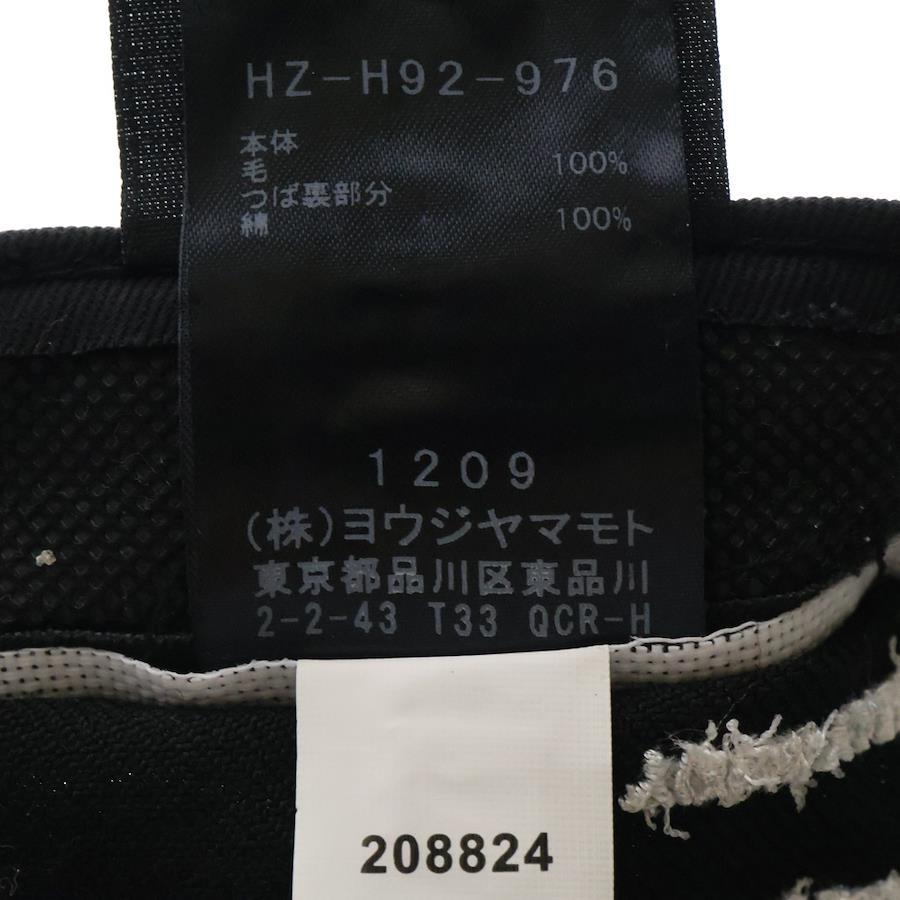 HZ-H92-976
本体
毛 100%
つば裏部分
綿 100%
1209
(株)ヨウジヤマモト
東京都品川区東品川
2-2-43 T33 QCR-H
208824